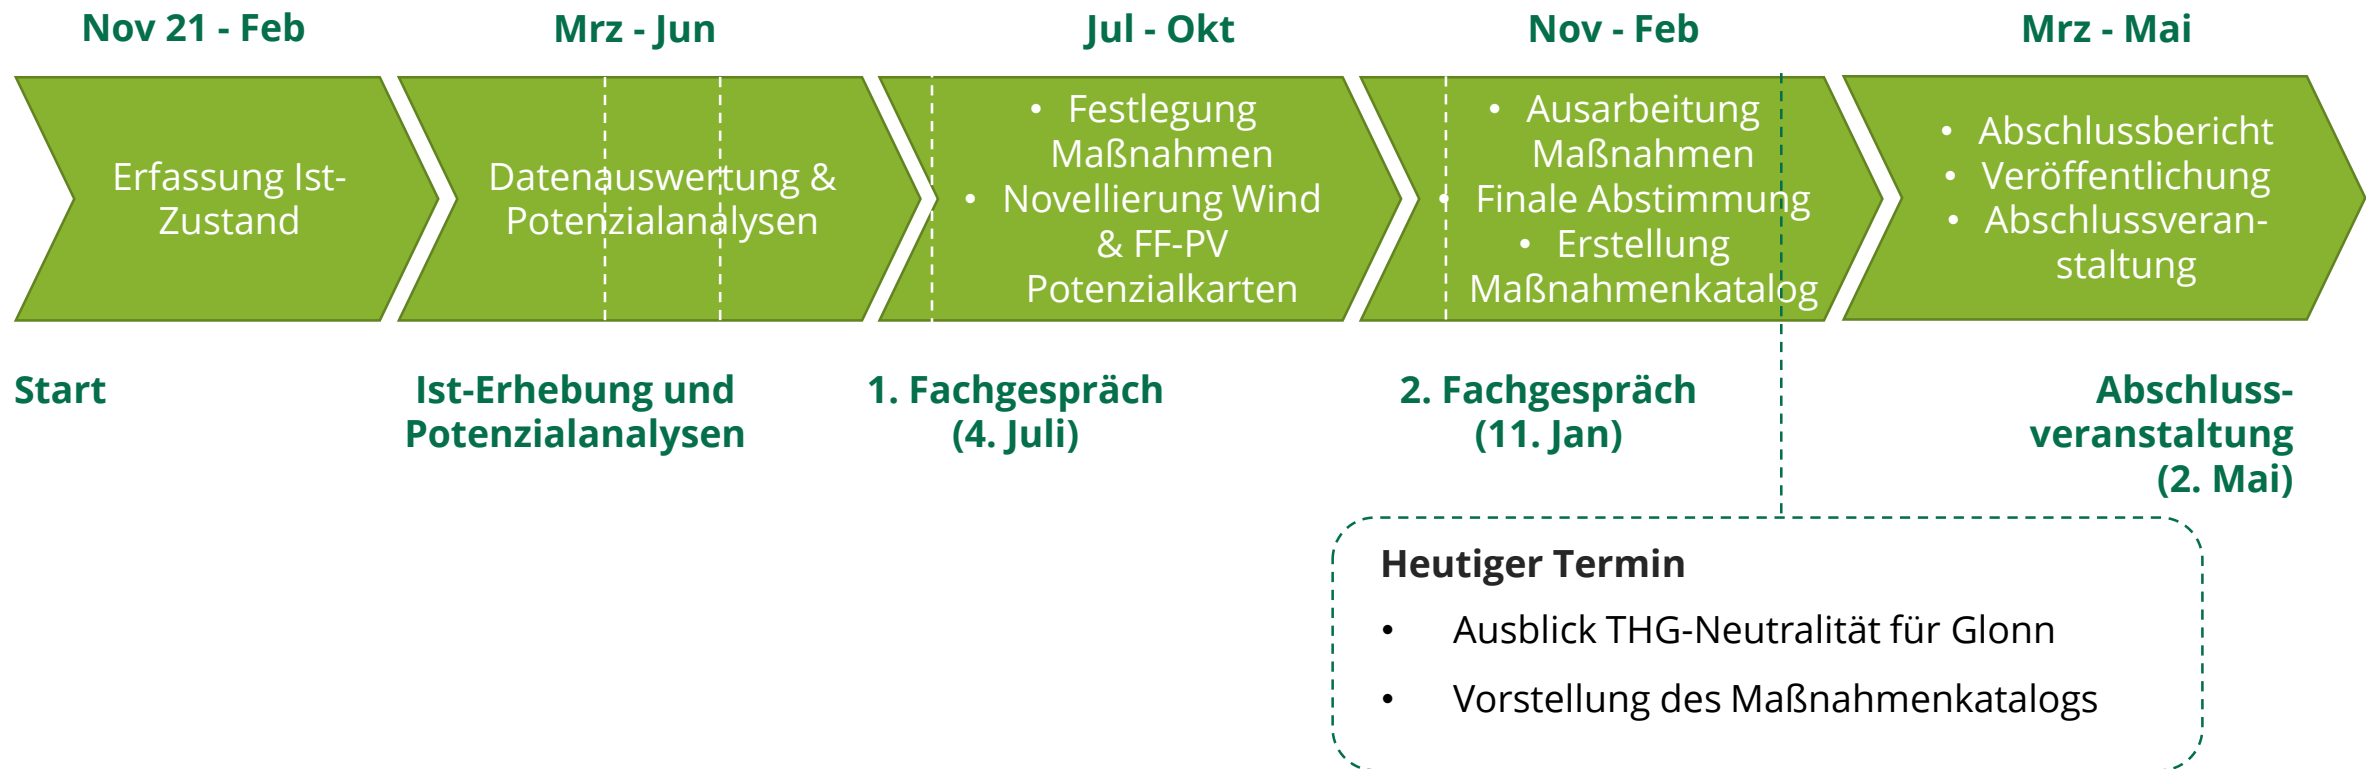 Nov 21 - Feb
Mrz - Jun
Jul - Okt
Nov - Feb
Mrz - Mai
Erfassung Ist-
Zustand
Datenauswertung &
Potenzialanalysen
• Festlegung
Maßnahmen
• Novellierung Wind
& FF-PV
Potenzialkarten
• Ausarbeitung
Maßnahmen
• Finale Abstimmung
• Erstellung
Maßnahmenkatalog
• Abschlussbericht
• Veröffentlichung
• Abschlussveran-
staltung
Start
Ist-Erhebung und
Potenzialanalysen
1. Fachgespräch
(4. Juli)
2. Fachgespräch
(11. Jan)
Abschluss-
veranstaltung
(2. Mai)
Heutiger Termin
• Ausblick THG-Neutralität für Glonn
• Vorstellung des Maßnahmenkatalogs